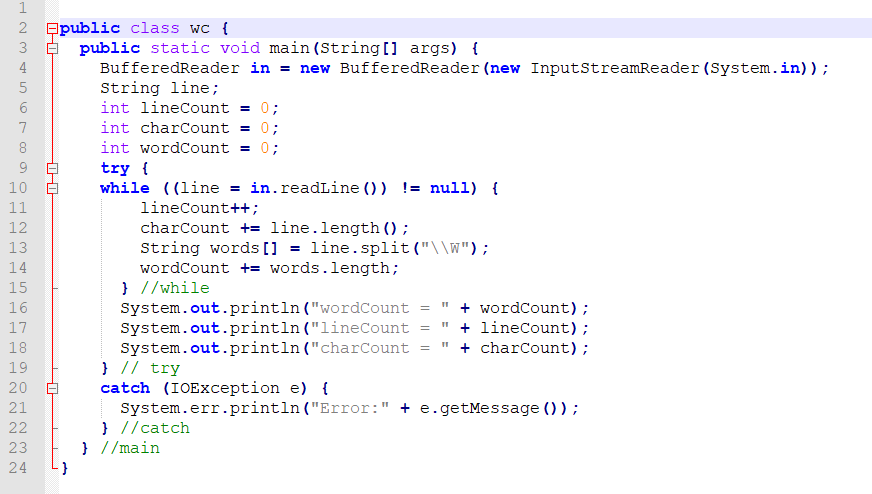 1
2 public class wc {
3 public static void main(String[] args) {
4 BufferedReader in = new BufferedReader(new InputStreamReader(System.in));
5 String line;
6 int lineCount = 0;
7 int charCount = 0;
8 int wordCount = 0;
9 try {
10 while ((line = in.readLine()) != null) {
11 lineCount++;
12 charCount += line.length();
13 String words[] = line.split("\\W");
14 wordCount += words.length;
15 } //while
16 System.out.println("wordCount = " + wordCount);
17 System.out.println("lineCount = " + lineCount);
18 System.out.println("charCount = " + charCount);
19 } // try
20 catch (IOException e) {
21 System.err.println("Error:" + e.getMessage());
22 } //catch
23 } //main
24 }